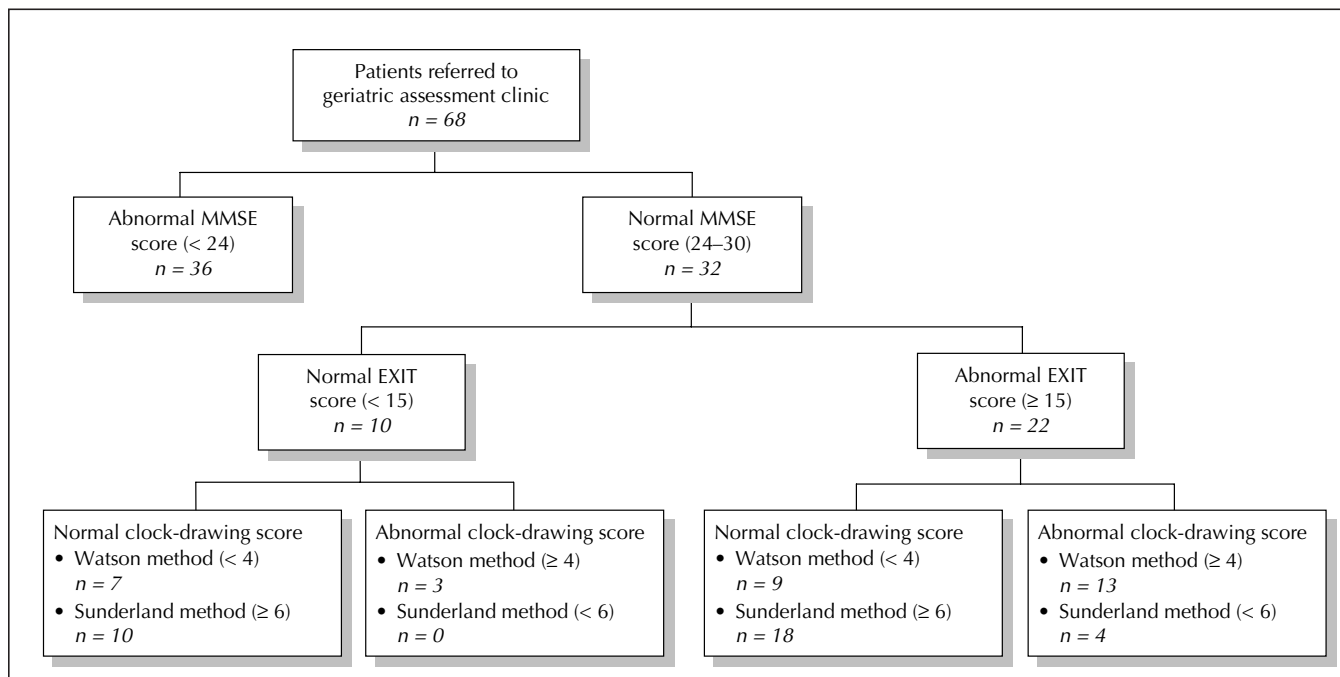 Patients referred to
geriatric assessment clinic
n = 68
Abnormal MMSE
score (< 24)
n = 36
Normal MMSE
score (24–30)
n = 32
Normal EXIT
score (< 15)
n = 10
Abnormal EXIT
score (≥ 15)
n = 22
Normal clock-drawing score
• Watson method (< 4)
n = 7
• Sunderland method (≥ 6)
n = 10
Abnormal clock-drawing score
• Watson method (≥ 4)
n = 3
• Sunderland method (< 6)
n = 0
Normal clock-drawing score
• Watson method (< 4)
n = 9
• Sunderland method (≥ 6)
n = 18
Abnormal clock-drawing score
• Watson method (≥ 4)
n = 13
• Sunderland method (< 6)
n = 4